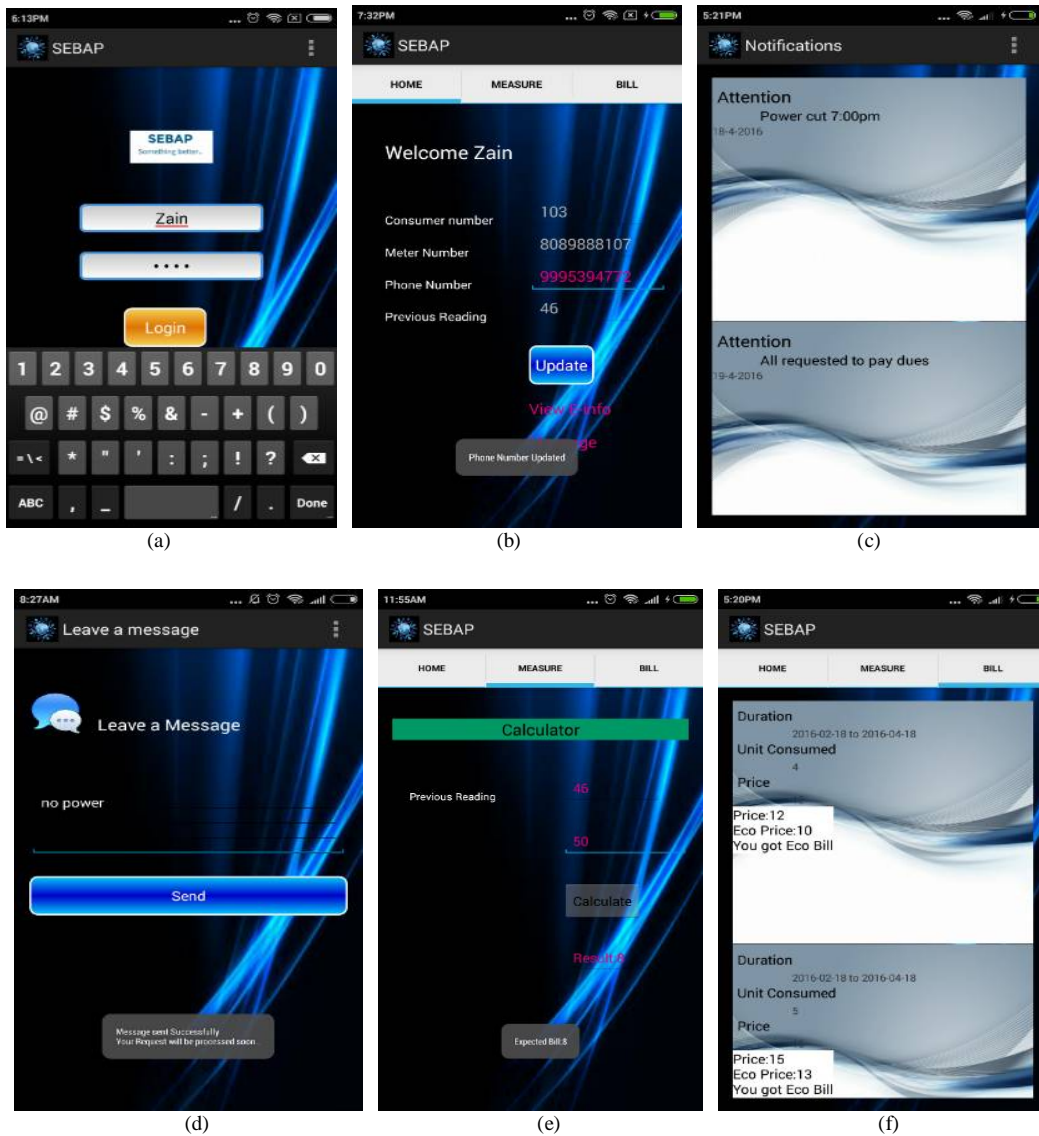 6:13PM
SEBAP
SEBAP
Something better..
Zain
Login
1 2 3 4 5 6 7 8 9 0
@ # $ % & - + ( )
=\< * " ' : ; ! ?
ABC , _ / . Done
(a)
7:32PM
SEBAP
HOME MEASURE BILL
Welcome Zain
Consumer number 103
Meter Number 8089888107
Phone Number 9995394772
Previous Reading 46
Update
View E-info
Phone Number Updated
(b)
5:21PM
Notifications
Attention
Power cut 7:00pm
18-4-2016
Attention
All requested to pay dues
19-4-2016
(c)
8:27AM
Leave a message
Leave a Message
no power
Send
Message sent Successfully
Your Request will be processed soon..
(d)
11:55AM
SEBAP
HOME MEASURE BILL
Calculator
Previous Reading 46
50
Calculate
Result 8
Expected Bill:8
(e)
5:20PM
SEBAP
HOME MEASURE BILL
Duration
2016-02-18 to 2016-04-18
Unit Consumed
4
Price
Price:12
Eco Price:10
You got Eco Bill
Duration
2016-02-18 to 2016-04-18
Unit Consumed
5
Price
Price:15
Eco Price:13
You got Eco Bill
(f)